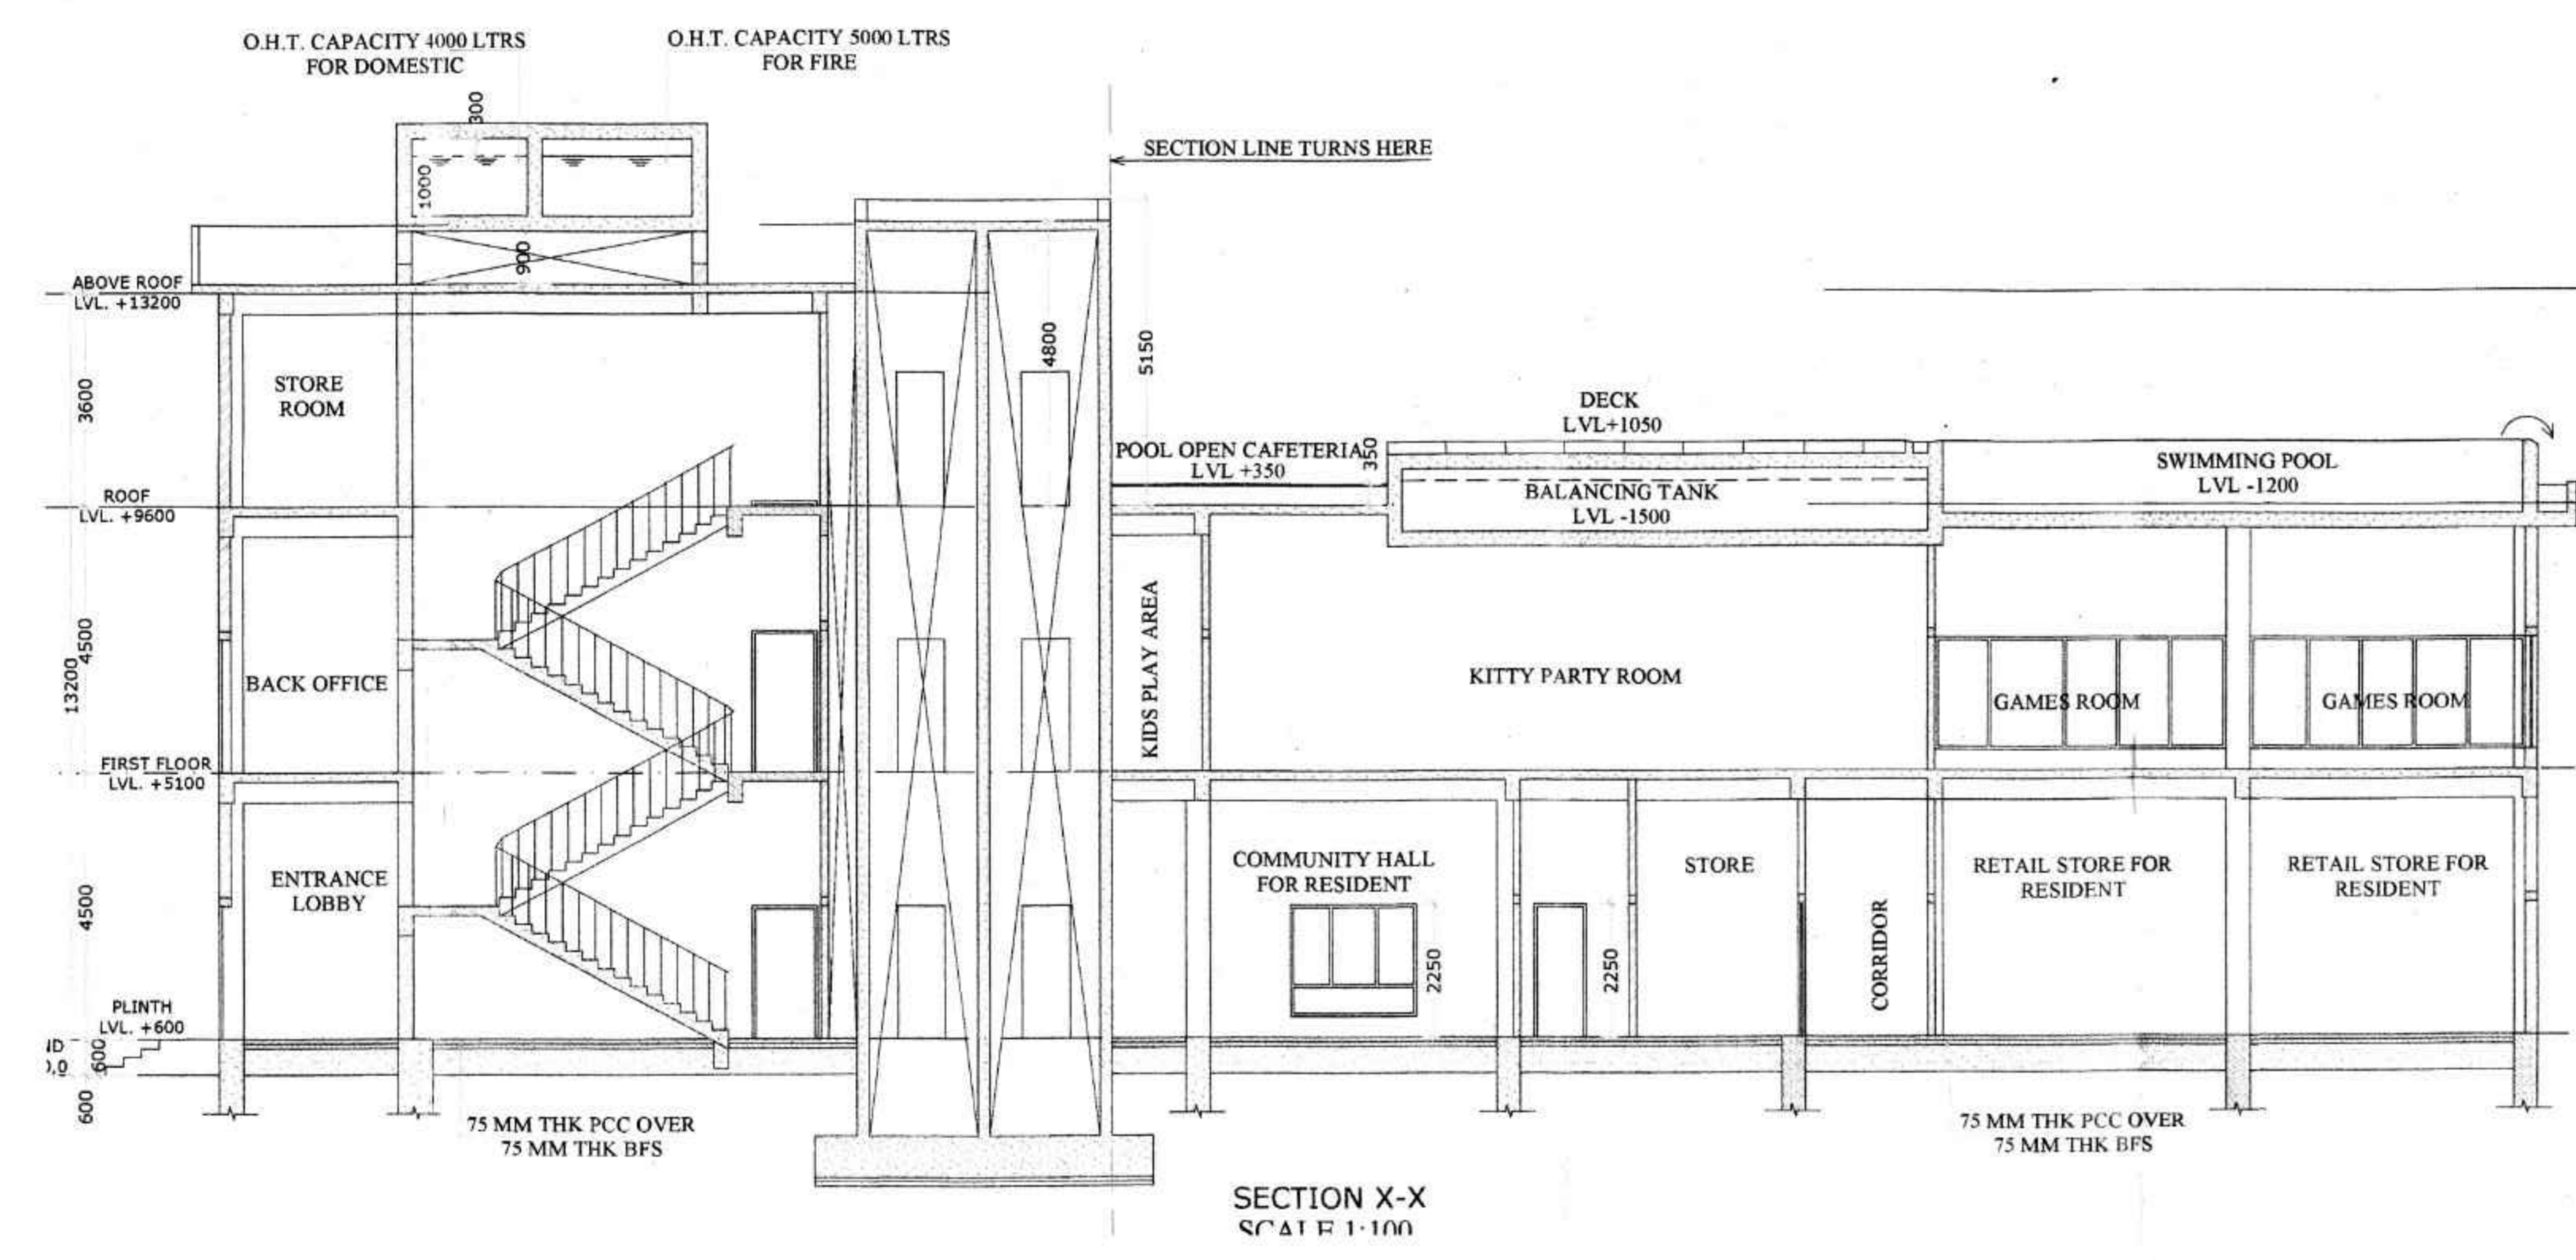 O.H.T. CAPACITY 4000 LTRS
FOR DOMESTIC
O.H.T. CAPACITY 5000 LTRS
FOR FIRE
300
1000
900
SECTION LINE TURNS HERE
ABOVE ROOF
LVL. +13200
3600
STORE
ROOM
4800
5150
DECK
LVL+1050
POOL OPEN CAFETERIA
LVL +350
350
BALANCING TANK
LVL -1500
SWIMMING POOL
LVL -1200
ROOF
LVL. +9600
4500
13200
BACK OFFICE
KIDS PLAY AREA
KITTY PARTY ROOM
GAMES ROOM
GAMES ROOM
FIRST FLOOR
LVL. +5100
4500
ENTRANCE
LOBBY
COMMUNITY HALL
FOR RESIDENT
2250
2250
STORE
CORRIDOR
RETAIL STORE FOR
RESIDENT
RETAIL STORE FOR
RESIDENT
PLINTH
LVL. +600
600
600
75 MM THK PCC OVER
75 MM THK BFS
75 MM THK PCC OVER
75 MM THK BFS
SECTION X-X
SCALE 1:100